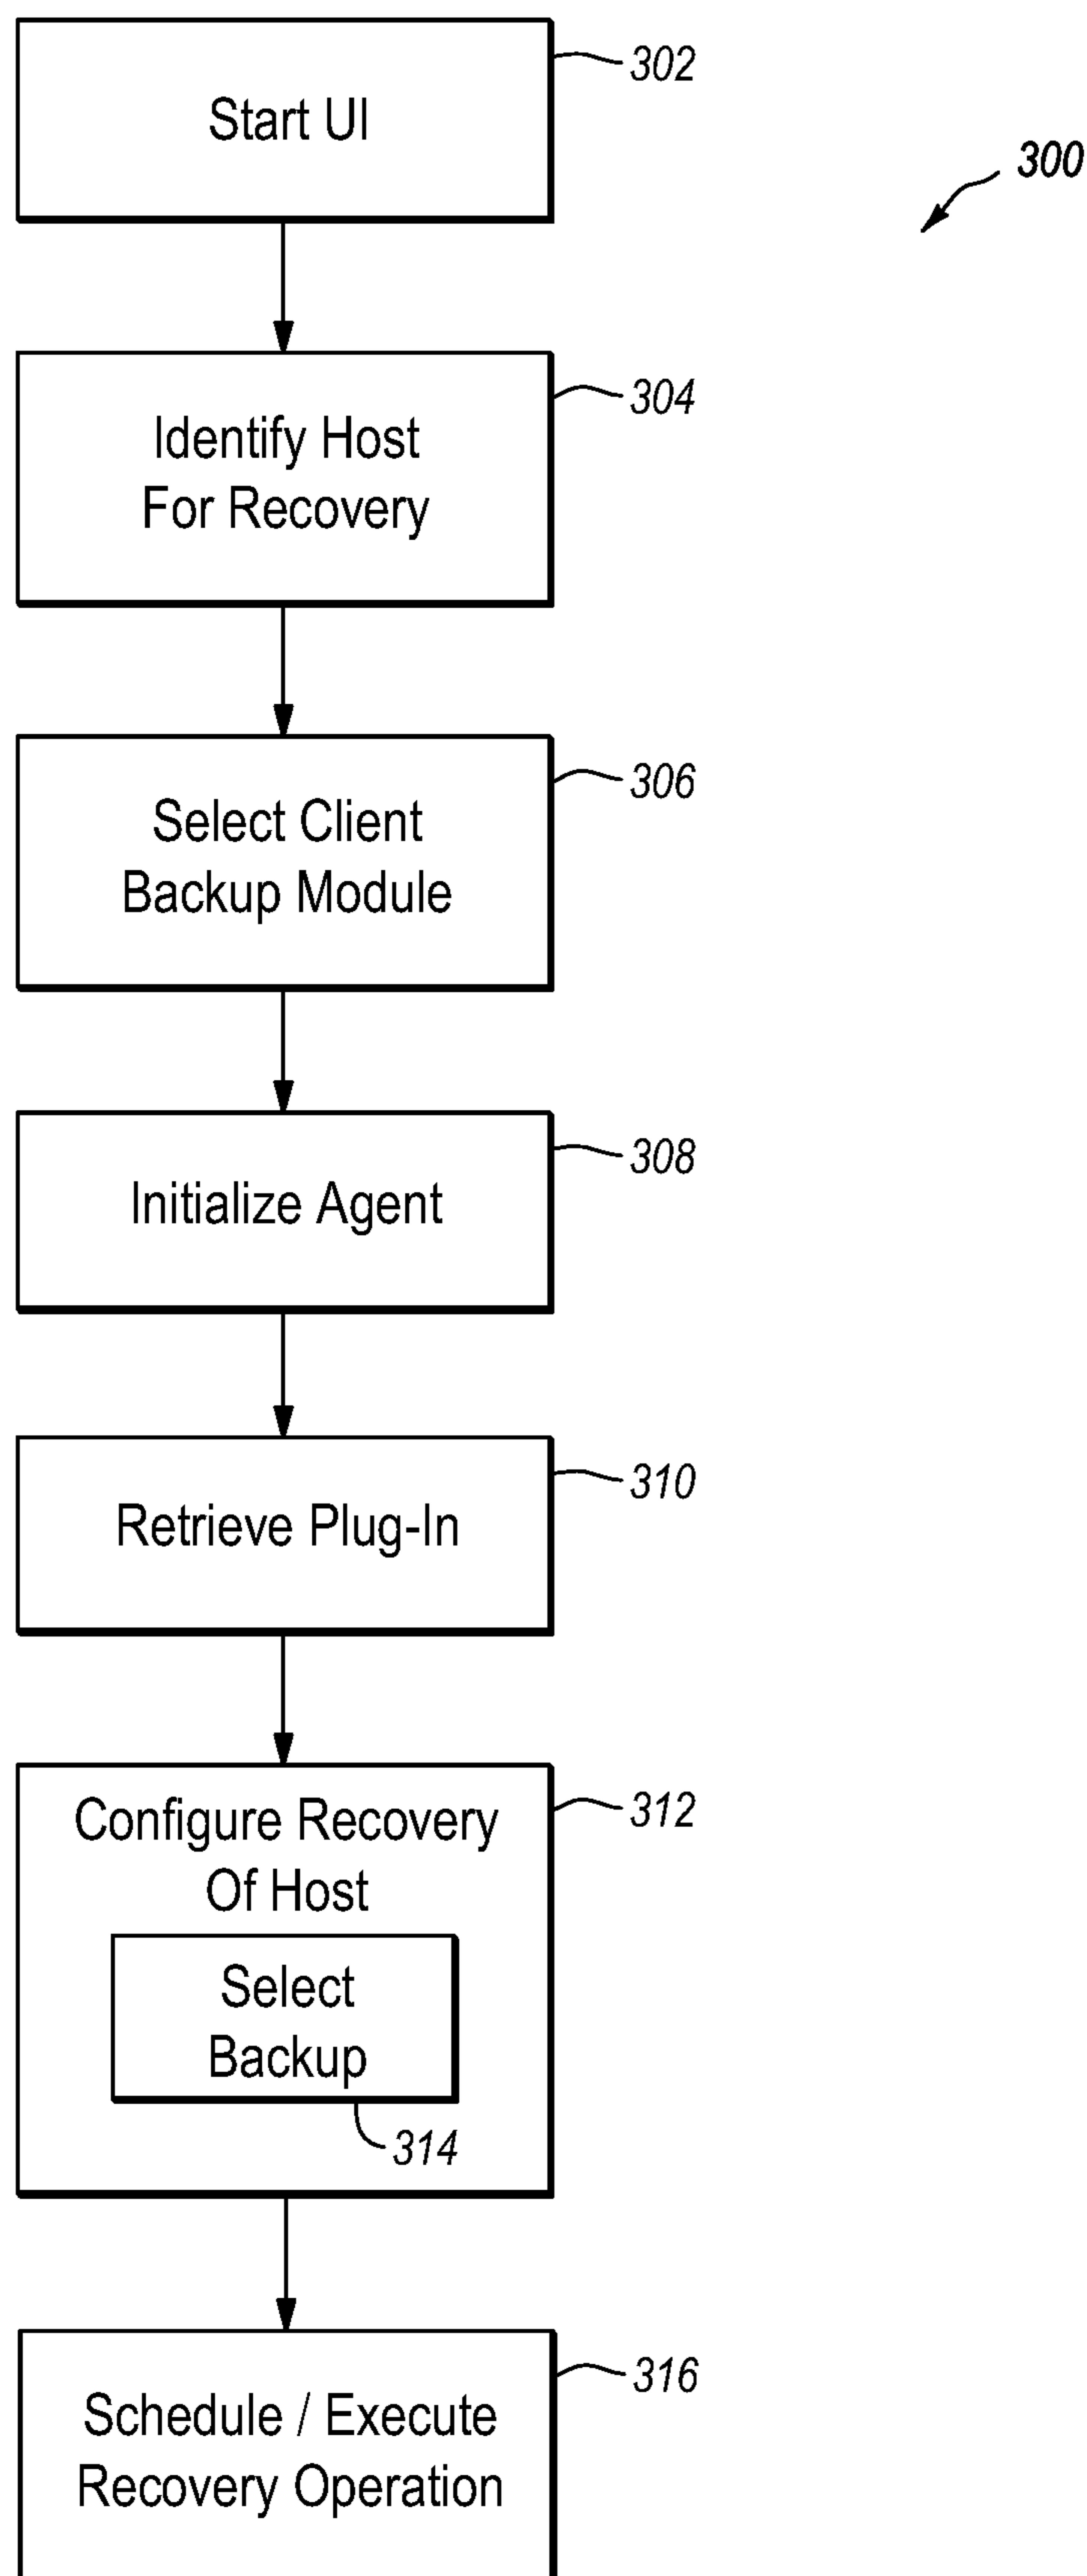 Start UI
302
300
Identify Host
For Recovery
304
Select Client
Backup Module
306
Initialize Agent
308
Retrieve Plug-In
310
Configure Recovery
Of Host
312
Select
Backup
314
Schedule / Execute
Recovery Operation
316